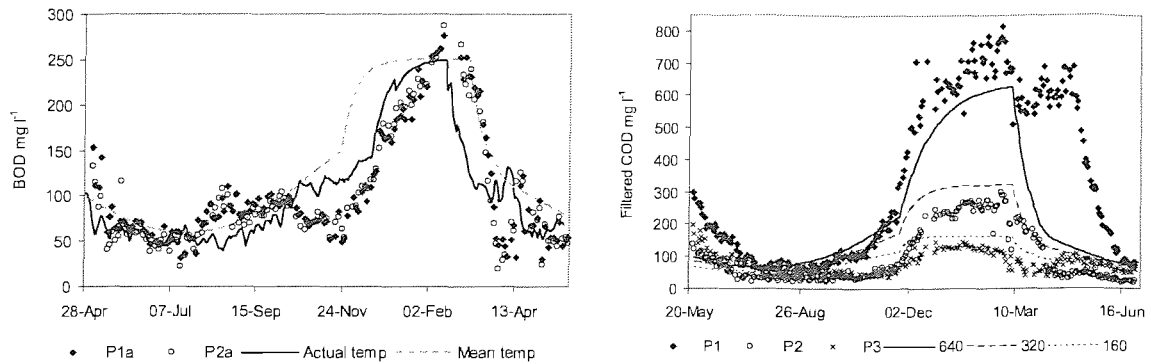 300
250
200
150
100
50
0
BOD mg l-1
28-Apr 07-Jul 15-Sep 24-Nov 02-Feb 13-Apr
P1a P2a Actual temp Mean temp
800
700
600
500
400
300
200
100
0
Filtered COD mg l-1
20-May 26-Aug 02-Dec 10-Mar 16-Jun
P1 P2 P3 640 320 160